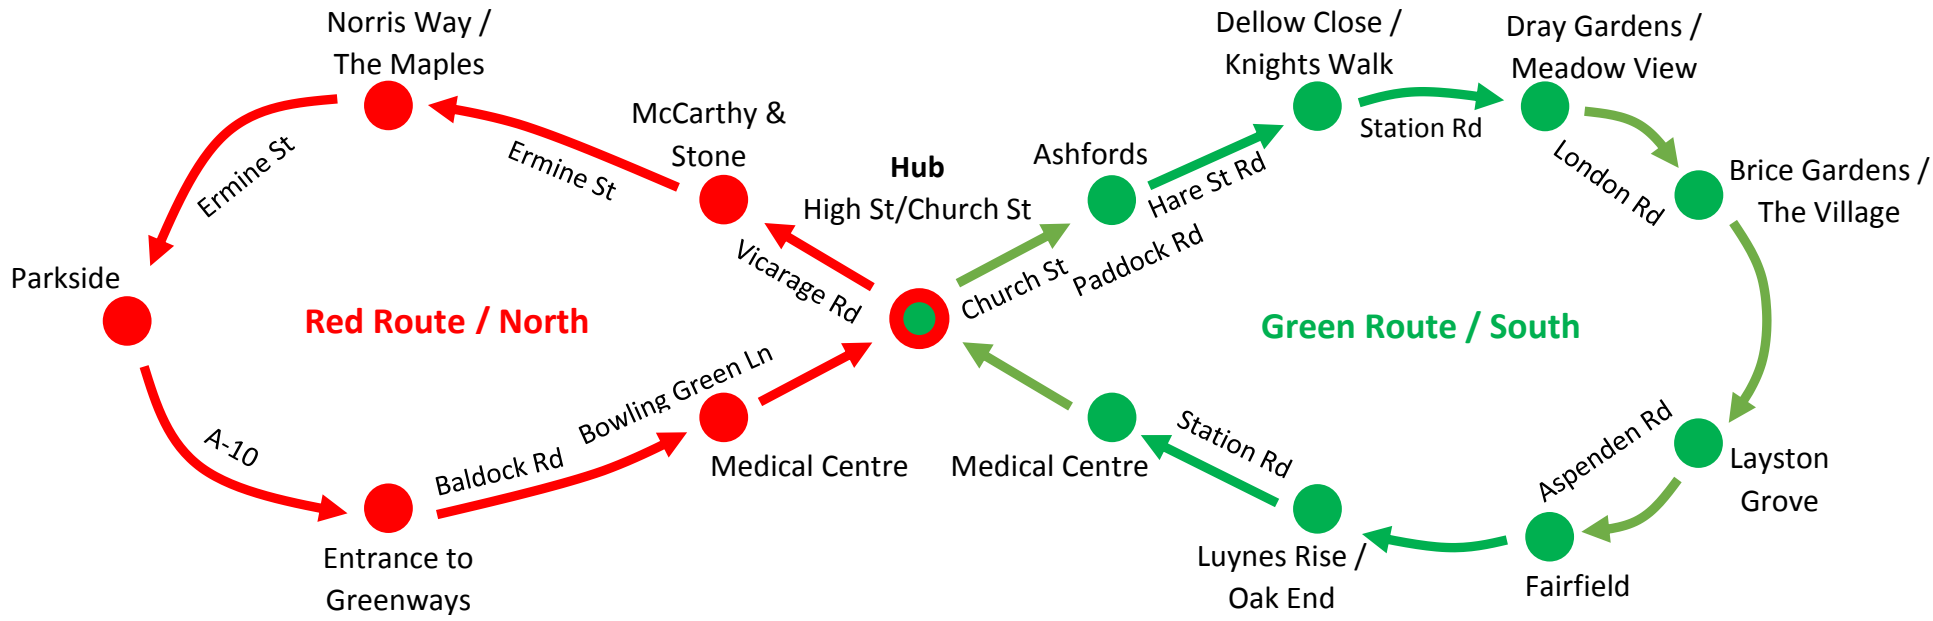 Norris Way /
The Maples
Dellow Close /
Knights Walk
Dray Gardens /
Meadow View
McCarthy &
Stone
Ermine St
Ermine St
Hub
High St/Church St
Ashfords
Hare St Rd
Station Rd
London Rd
Brice Gardens /
The Village
Parkside
Vicarage Rd
Church St
Paddock Rd
Red Route / North
Green Route / South
A-10
Baldock Rd
Bowling Green Ln
Medical Centre
Medical Centre
Station Rd
Aspenden Rd
Layston
Grove
Entrance to
Greenways
Luynes Rise /
Oak End
Fairfield